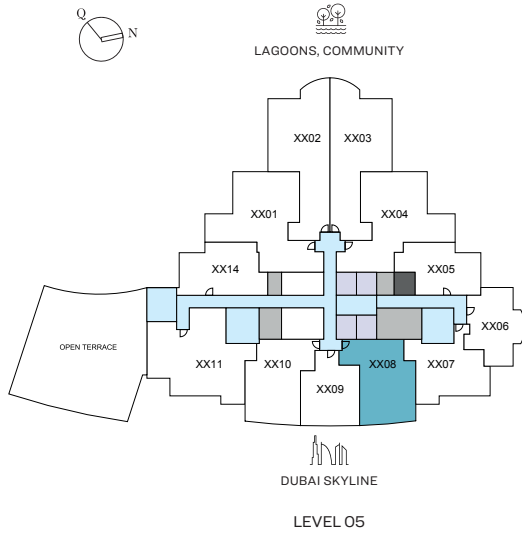 Q
N
LAGOONS, COMMUNITY
XX02
XX03
XX01
XX04
XX14
XX05
XX06
OPEN TERRACE
XX11
XX10
XX08
XX07
XX09
DUBAI SKYLINE
LEVEL 05